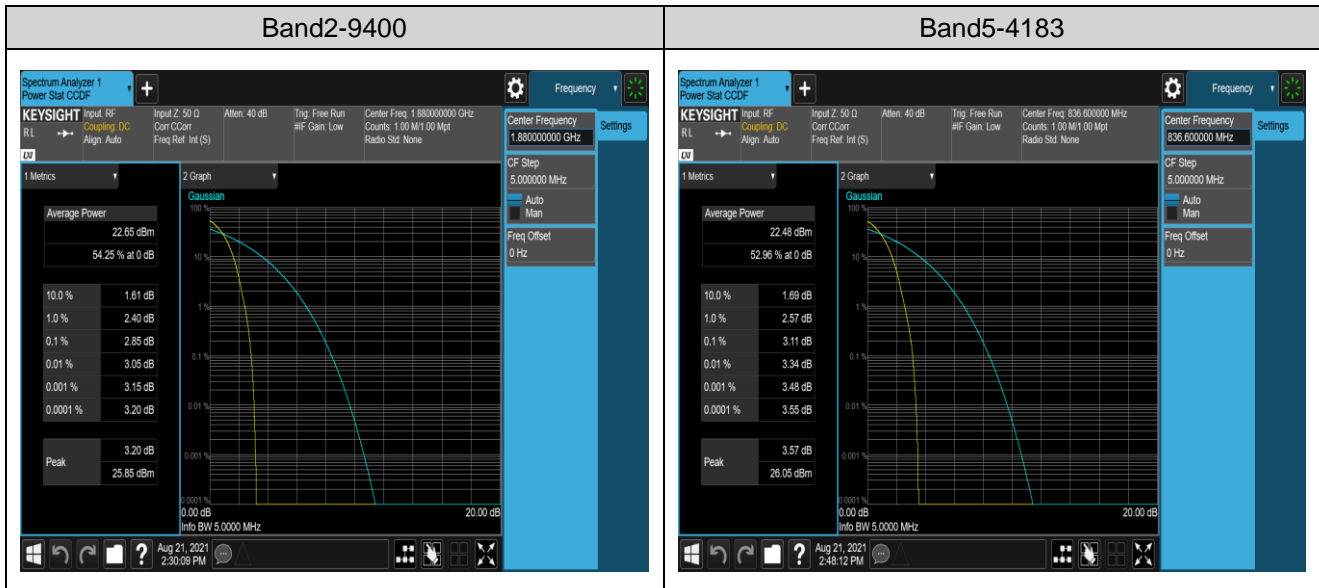 Band2-9400
Spectrum Analyzer 1
Power Stat CCDF
Frequency
KEYSIGHT
R L
LXI
Input: RF
Coupling: DC
Align: Auto
Input Z: 50 Ω
Corr CCorr
Freq Ref: Int (S)
Atten: 40 dB
Trig: Free Run
#IF Gain: Low
Center Freq: 1.880000000 GHz
Counts: 1.00 M/1.00 Mpt
Radio Std: None
Center Frequency
1.880000000 GHz
Settings
CF Step
5.000000 MHz
Auto
Man
Freq Offset
0 Hz
1 Metrics
Average Power
22.65 dBm
54.25 % at 0 dB
10.0 % 1.61 dB
1.0 % 2.40 dB
0.1 % 2.85 dB
0.01 % 3.05 dB
0.001 % 3.15 dB
0.0001 % 3.20 dB
Peak
3.20 dB
25.85 dBm
2 Graph
Gaussian
100 %
10 %
1 %
0.1 %
0.01 %
0.001 %
0.0001 %
0.00 dB
20.00 dB
Info BW 5.0000 MHz
?
Aug 21, 2021
2:30:09 PM
Band5-4183
Spectrum Analyzer 1
Power Stat CCDF
Frequency
KEYSIGHT
R L
LXI
Input: RF
Coupling: DC
Align: Auto
Input Z: 50 Ω
Corr CCorr
Freq Ref: Int (S)
Atten: 40 dB
Trig: Free Run
#IF Gain: Low
Center Freq: 836.600000 MHz
Counts: 1.00 M/1.00 Mpt
Radio Std: None
Center Frequency
836.600000 MHz
Settings
CF Step
5.000000 MHz
Auto
Man
Freq Offset
0 Hz
1 Metrics
Average Power
22.48 dBm
52.96 % at 0 dB
10.0 % 1.69 dB
1.0 % 2.57 dB
0.1 % 3.11 dB
0.01 % 3.34 dB
0.001 % 3.48 dB
0.0001 % 3.55 dB
Peak
3.57 dB
26.05 dBm
2 Graph
Gaussian
100 %
10 %
1 %
0.1 %
0.01 %
0.001 %
0.0001 %
0.00 dB
20.00 dB
Info BW 5.0000 MHz
?
Aug 21, 2021
2:48:12 PM